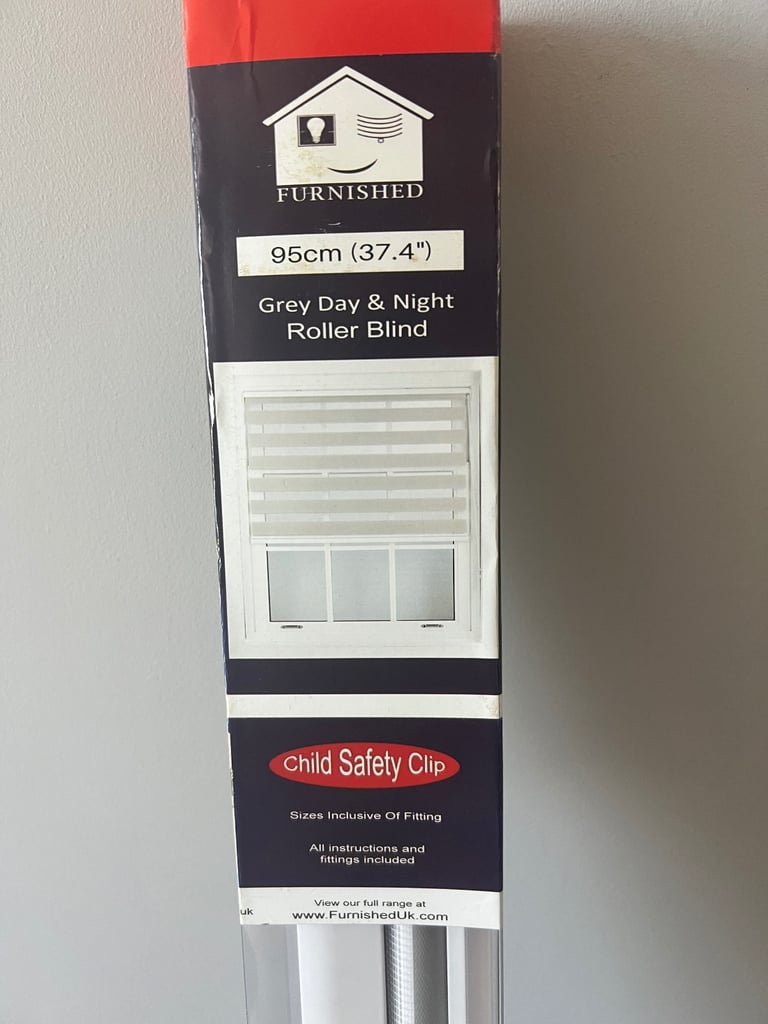 FURNISHED
95cm (37.4")
Grey Day & Night
Roller Blind
Child Safety Clip
Sizes Inclusive Of Fitting
All instructions and
fittings included
View our full range at
uk
www.FurnishedUk.com